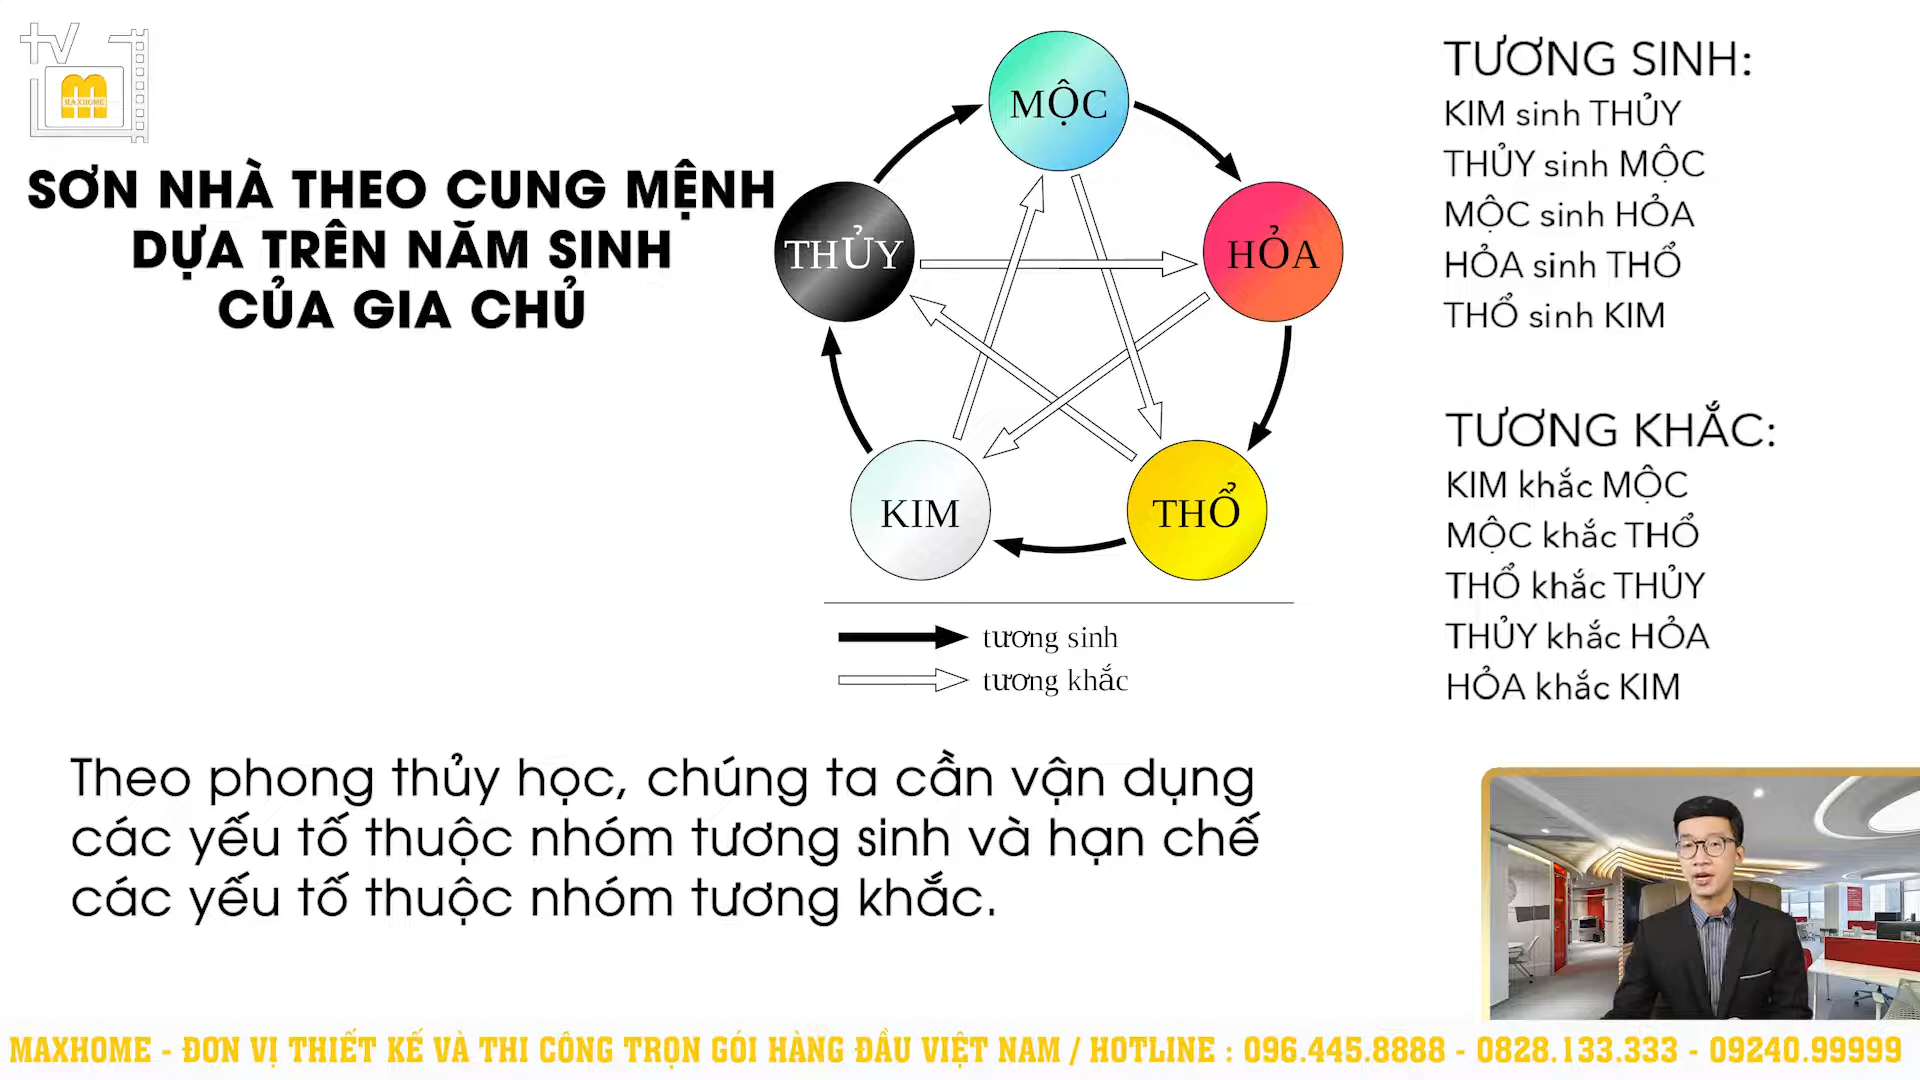 tv
MAXHOME
SƠN NHÀ THEO CUNG MỆNH
DỰA TRÊN NĂM SINH
CỦA GIA CHỦ
MỘC
THỦY
HỎA
KIM
THỔ
tương sinh
tương khắc
TƯƠNG SINH:
KIM sinh THỦY
THỦY sinh MỘC
MỘC sinh HỎA
HỎA sinh THỔ
THỔ sinh KIM
TƯƠNG KHẮC:
KIM khắc MỘC
MỘC khắc THỔ
THỔ khắc THỦY
THỦY khắc HỎA
HỎA khắc KIM
Theo phong thủy học, chúng ta cần vận dụng
các yếu tố thuộc nhóm tương sinh và hạn chế
các yếu tố thuộc nhóm tương khắc.
MAXHOME - ĐƠN VỊ THIẾT KẾ VÀ THI CÔNG TRỌN GÓI HÀNG ĐẦU VIỆT NAM / HOTLINE : 096.445.8888 - 0828.133.333 - 09240.99999